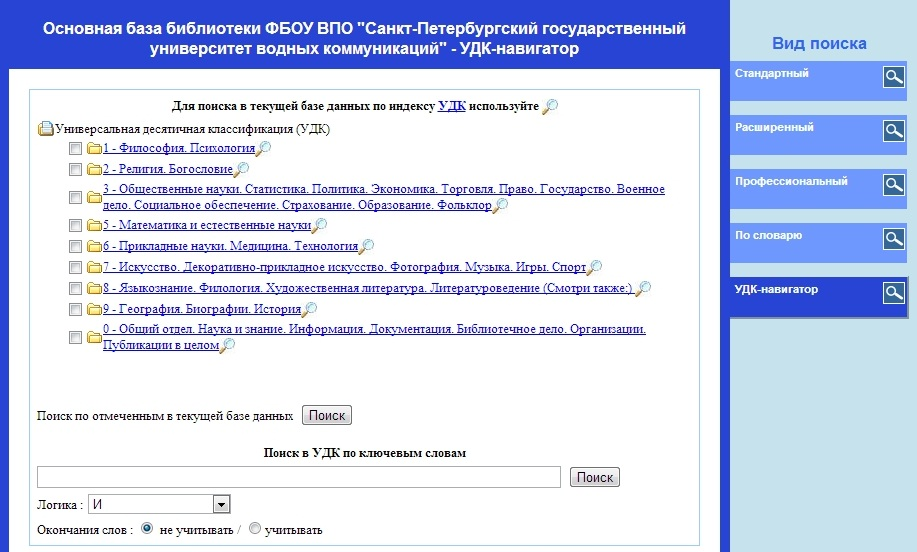 Основная база библиотеки ФБОУ ВПО "Санкт-Петербургский государственный
университет водных коммуникаций" - УДК-навигатор
Для поиска в текущей базе данных по индексу УДК используйте
Универсальная десятичная классификация (УДК)
1 - Философия. Психология
2 - Религия. Богословие
3 - Общественные науки. Статистика. Политика. Экономика. Торговля. Право. Государство. Военное
дело. Социальное обеспечение. Страхование. Образование. Фольклор
5 - Математика и естественные науки
6 - Прикладные науки. Медицина. Технология
7 - Искусство. Декоративно-прикладное искусство. Фотография. Музыка. Игры. Спорт
8 - Языкознание. Филология. Художественная литература. Литературоведение (Смотри также:)
9 - География. Биографии. История
0 - Общий отдел. Наука и знание. Информация. Документация. Библиотечное дело. Организации.
Публикации в целом
Поиск по отмеченным в текущей базе данных Поиск
Поиск в УДК по ключевым словам
Поиск
Логика : И
Окончания слов : не учитывать / учитывать
Вид поиска
Стандартный
Расширенный
Профессиональный
По словарю
УДК-навигатор